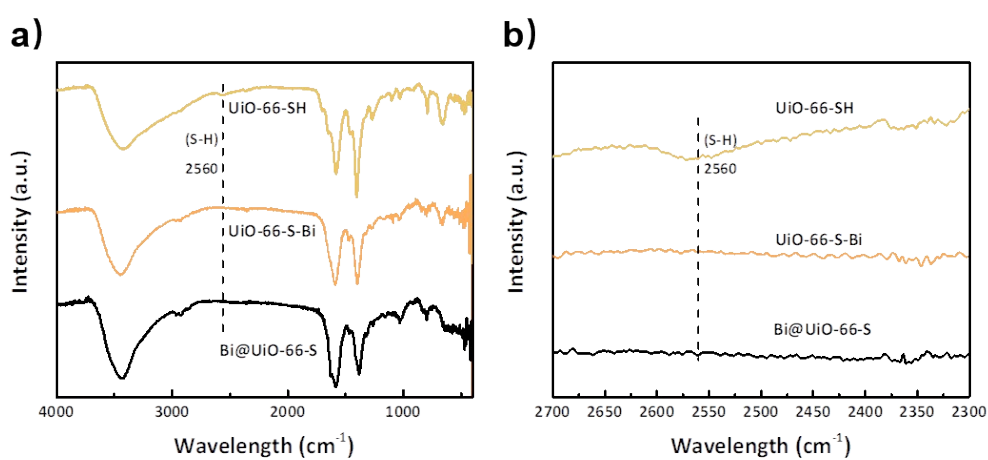 a)
UiO-66-SH
(S-H)
2560
UiO-66-S-Bi
Bi@UiO-66-S
Intensity (a.u.)
4000 3000 2000 1000
Wavelength (cm⁻¹)
b)
UiO-66-SH
(S-H)
2560
UiO-66-S-Bi
Bi@UiO-66-S
Intensity (a.u.)
2700 2650 2600 2550 2500 2450 2400 2350 2300
Wavelength (cm⁻¹)